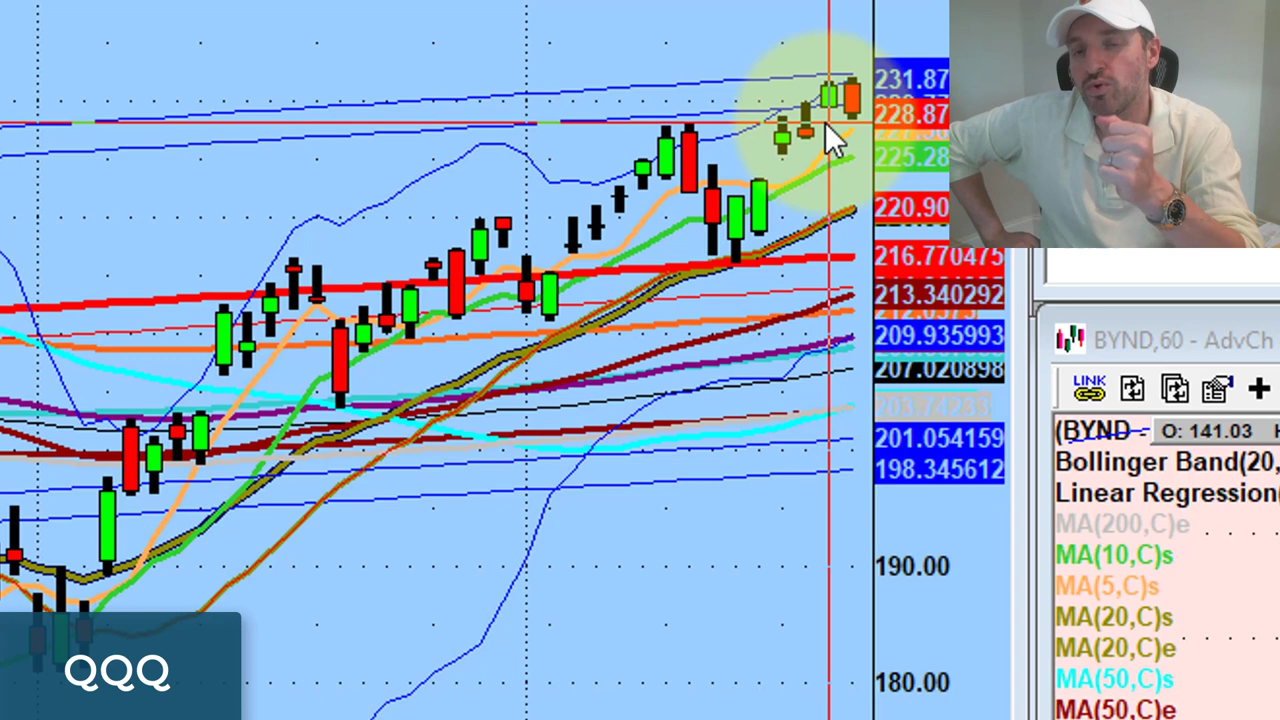 231.87
228.87
225.28
220.90
216.770475
213.340292
209.935993
207.020898
201.054159
198.345612
190.00
180.00
QQQ
BYND,60 - AdvCh
LINK
(BYND - O: 141.03
Bollinger Band(20,
Linear Regression(
MA(200,C)e
MA(10,C)s
MA(5,C)s
MA(20,C)s
MA(20,C)e
MA(50,C)s
MA(50,C)e